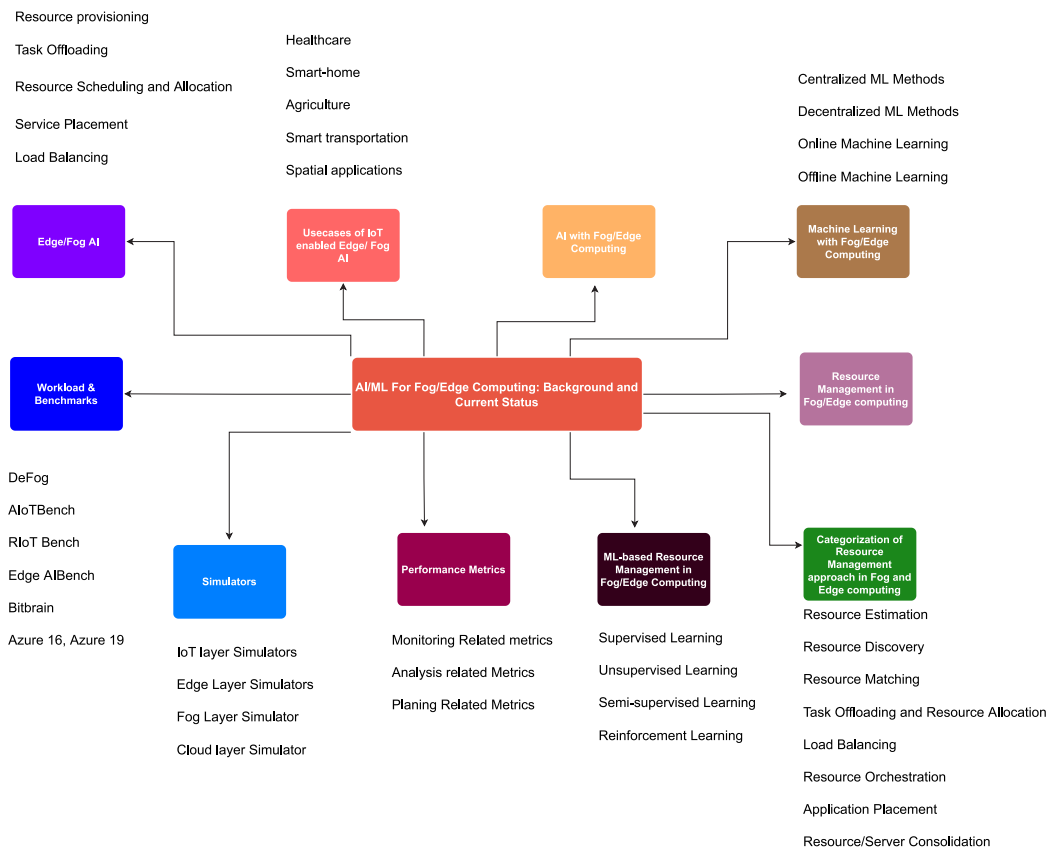 Resource provisioning
Task Offloading
Resource Scheduling and Allocation
Service Placement
Load Balancing
Healthcare
Smart-home
Agriculture
Smart transportation
Spatial applications
Centralized ML Methods
Decentralized ML Methods
Online Machine Learning
Offline Machine Learning
Edge/Fog AI
Usecases of IoT
enabled Edge/ Fog
AI
AI with Fog/Edge
Computing
Machine Learning
with Fog/Edge
Computing
Workload &
Benchmarks
AI/ML For Fog/Edge Computing: Background and
Current Status
Resource
Management in
Fog/Edge computing
DeFog
AIoTBench
RIoT Bench
Edge AIBench
Bitbrain
Azure 16, Azure 19
Simulators
IoT layer Simulators
Edge Layer Simulators
Fog Layer Simulator
Cloud layer Simulator
Performance Metrics
Monitoring Related metrics
Analysis related Metrics
Planing Related Metrics
ML-based Resource
Management in
Fog/Edge Computing
Supervised Learning
Unsupervised Learning
Semi-supervised Learning
Reinforcement Learning
Categorization of
Resource
Management
approach in Fog and
Edge computing
Resource Estimation
Resource Discovery
Resource Matching
Task Offloading and Resource Allocation
Load Balancing
Resource Orchestration
Application Placement
Resource/Server Consolidation